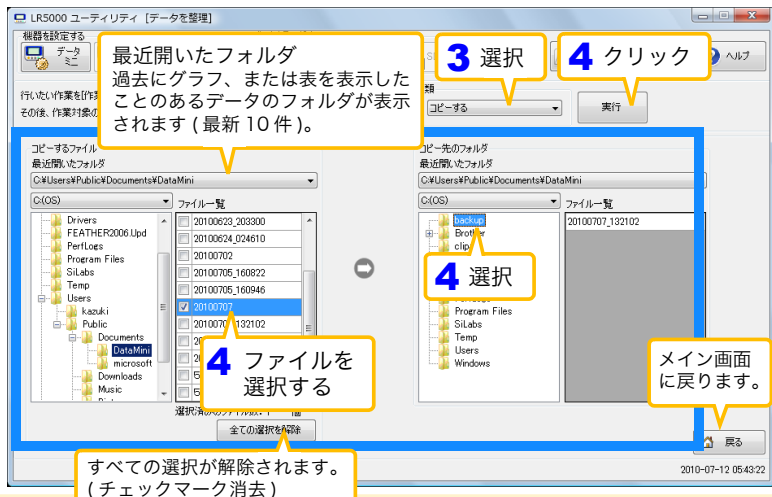 LR5000 ユーティリティ [データを整理]
機器を設定する
データ
ミニ
最近開いたフォルダ
過去にグラフ、または表を表示した
ことのあるデータのフォルダが表示
されます ( 最新 10 件 )。
3 選択
4 クリック
ヘルプ
行いたい作業を[作
その後、作業対象の
類
コピーする
実行
コピーするファイル
最近開いたフォルダ
C:¥Users¥Public¥Documents¥DataMini
C:(OS)
ファイル一覧
Drivers
FEATHER2006.Upd
PerfLogs
Program Files
SiLabs
Temp
Users
kazuki
Public
Documents
DataMini
microsoft
Downloads
Music
20100623_203300
20100624_024610
20100702
20100705_160822
20100705_160946
20100707
4 ファイルを
選択する
全ての選択を解除
すべての選択が解除されます。
( チェックマーク消去 )
コピー先のフォルダ
最近開いたフォルダ
C:¥Users¥Public¥Documents¥DataMini
C:(OS)
ファイル一覧
backup
Brother
clip
4 選択
Program Files
SiLabs
Temp
Users
Windows
20100707_132102
メイン画面
に戻ります。
戻る
2010-07-12 05:43:22